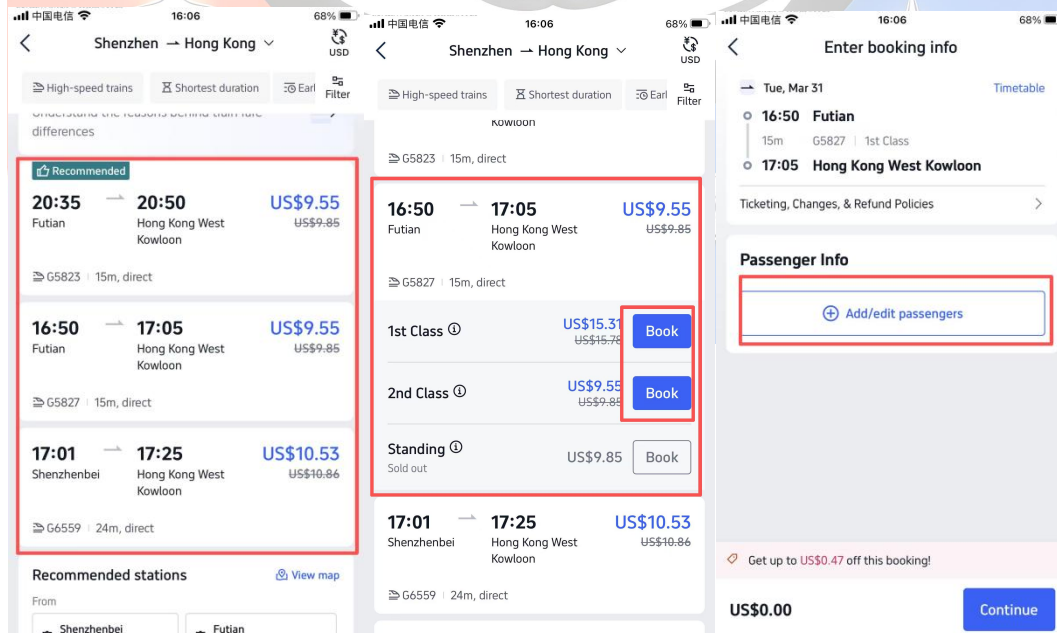 中国电信
16:06
68%
Shenzhen → Hong Kong
USD
High-speed trains
Shortest duration
Earl
Filter
Understand the reasons behind train fare
differences
Recommended
20:35 → 20:50 US$9.55
Futian Hong Kong West US$9.85
Kowloon
G5823 | 15m, direct
16:50 → 17:05 US$9.55
Futian Hong Kong West US$9.85
Kowloon
G5827 | 15m, direct
17:01 → 17:25 US$10.53
Shenzhenbei Hong Kong West US$10.86
Kowloon
G6559 | 24m, direct
Recommended stations View map
From
Shenzhenbei Futian
中国电信
16:06
68%
Shenzhen → Hong Kong
USD
High-speed trains
Shortest duration
Earl
Filter
Kowloon
G5823 | 15m, direct
16:50 → 17:05 US$9.55
Futian Hong Kong West US$9.85
Kowloon
G5827 | 15m, direct
1st Class US$15.31 Book
US$15.78
2nd Class US$9.55 Book
US$9.85
Standing US$9.85 Book
Sold out
17:01 → 17:25 US$10.53
Shenzhenbei Hong Kong West US$10.86
Kowloon
G6559 | 24m, direct
中国电信
16:06
68%
Enter booking info
Tue, Mar 31 Timetable
16:50 Futian
15m G5827 | 1st Class
17:05 Hong Kong West Kowloon
Ticketing, Changes, & Refund Policies
Passenger Info
Add/edit passengers
Get up to US$0.47 off this booking!
US$0.00 Continue